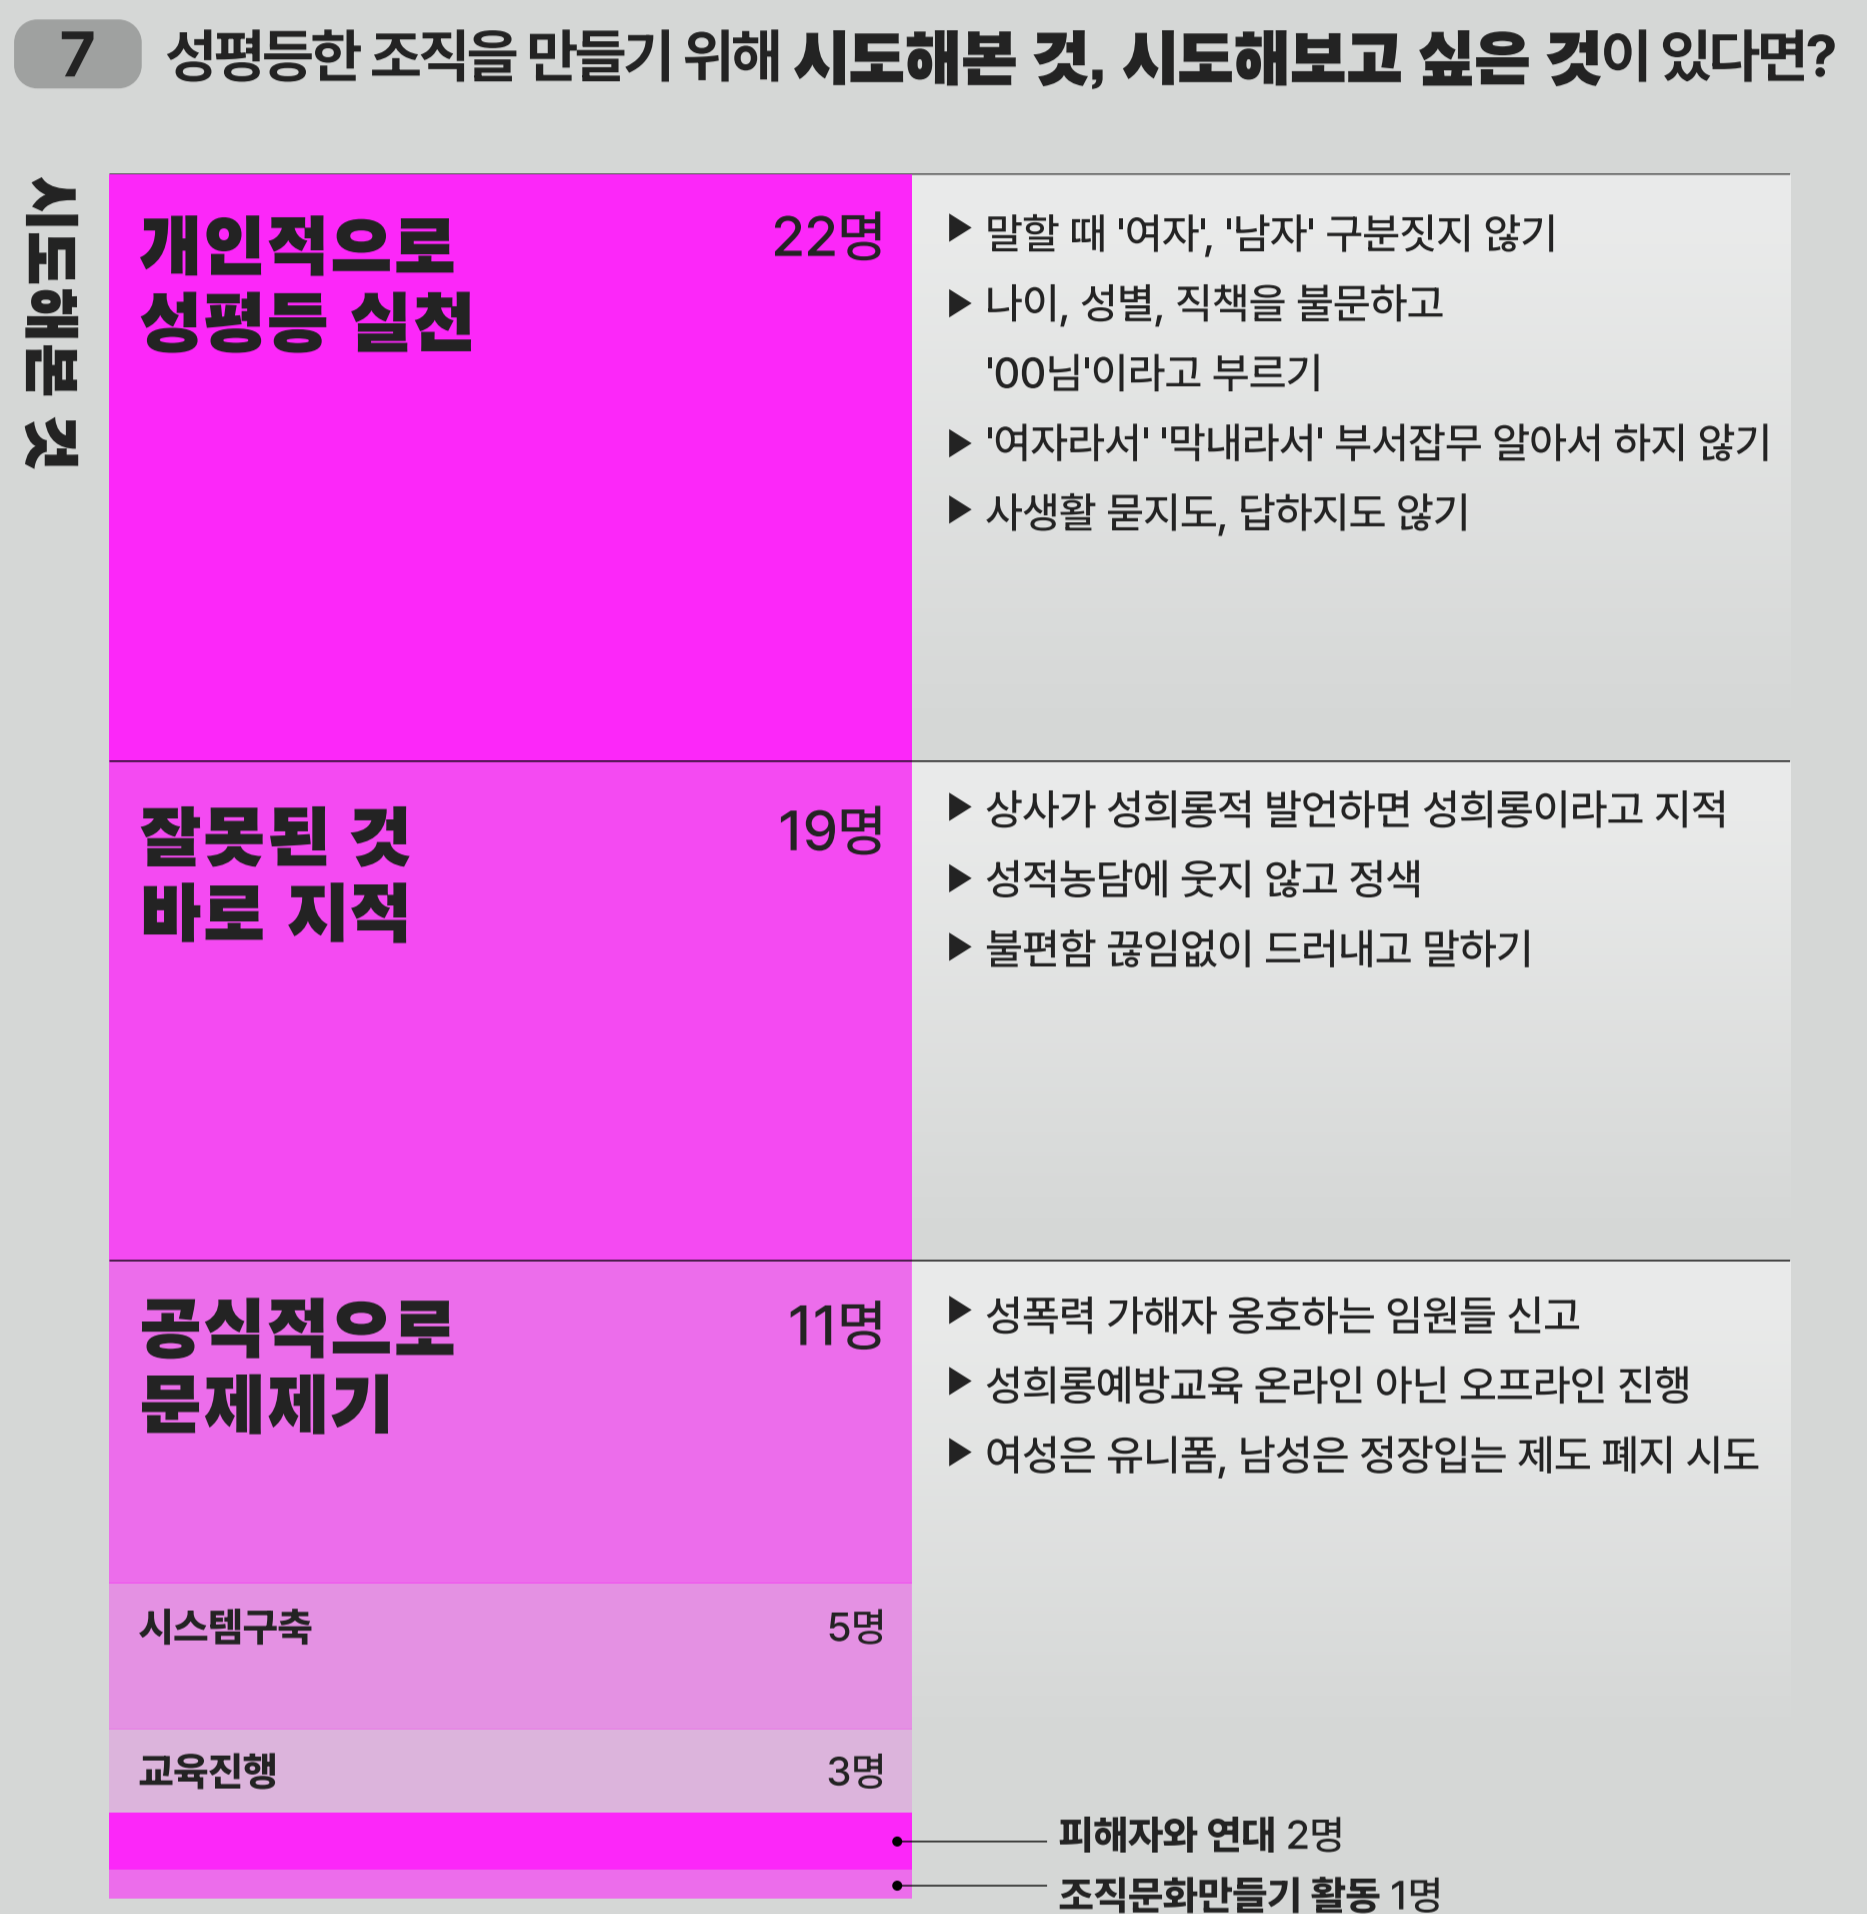 7
성평등한 조직을 만들기 위해 시도해본 것, 시도해보고 싶은 것이 있다면?
시도해본 것
개인적으로
성평등 실천
22명
▶ 말할 때 '여자', '남자' 구분짓지 않기
▶ 나이, 성별, 직책을 불문하고
'00님'이라고 부르기
▶ '여자라서' '막내라서' 부서잡무 알아서 하지 않기
▶ 사생활 묻지도, 답하지도 않기
잘못된 것
바로 지적
19명
▶ 상사가 성희롱적 발언하면 성희롱이라고 지적
▶ 성적농담에 웃지 않고 정색
▶ 불편함 끊임없이 드러내고 말하기
공식적으로
문제제기
11명
▶ 성폭력 가해자 옹호하는 임원들 신고
▶ 성희롱예방교육 온라인 아닌 오프라인 진행
▶ 여성은 유니폼, 남성은 정장입는 제도 폐지 시도
시스템구축 5명
교육진행 3명
피해자와 연대 2명
조직문화만들기 활동 1명